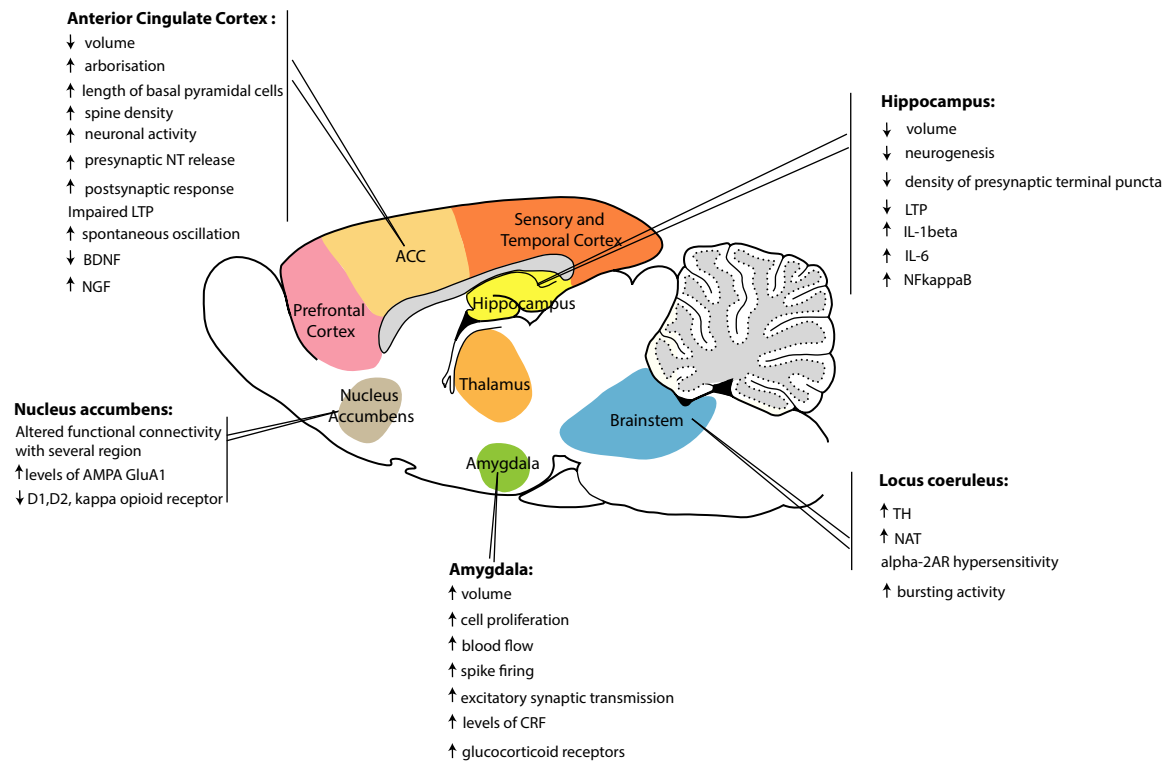 Anterior Cingulate Cortex :
↓ volume
↑ arborisation
↑ length of basal pyramidal cells
↑ spine density
↑ neuronal activity
↑ presynaptic NT release
↑ postsynaptic response
Impaired LTP
↑ spontaneous oscillation
↓ BDNF
↑ NGF
Hippocampus:
↓ volume
↓ neurogenesis
↓ density of presynaptic terminal puncta
↓ LTP
↑ IL-1beta
↑ IL-6
↑ NFkappaB
Sensory and
Temporal Cortex
ACC
Hippocampus
Prefrontal
Cortex
Thalamus
Nucleus
Accumbens
Brainstem
Amygdala
Nucleus accumbens:
Altered functional connectivity
with several region
↑ levels of AMPA GluA1
↓ D1,D2, kappa opioid receptor
Locus coeruleus:
↑ TH
↑ NAT
alpha-2AR hypersensitivity
↑ bursting activity
Amygdala:
↑ volume
↑ cell proliferation
↑ blood flow
↑ spike firing
↑ excitatory synaptic transmission
↑ levels of CRF
↑ glucocorticoid receptors